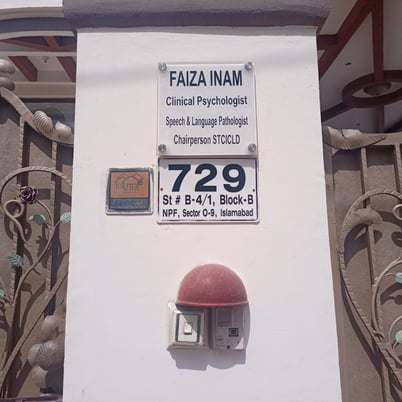 FAIZA INAM
Clinical Psychologist
Speech & Language Pathologist
Chairperson STCICLD
729
St # B-4/1, Block-B
NPF, Sector O-9, Islamabad